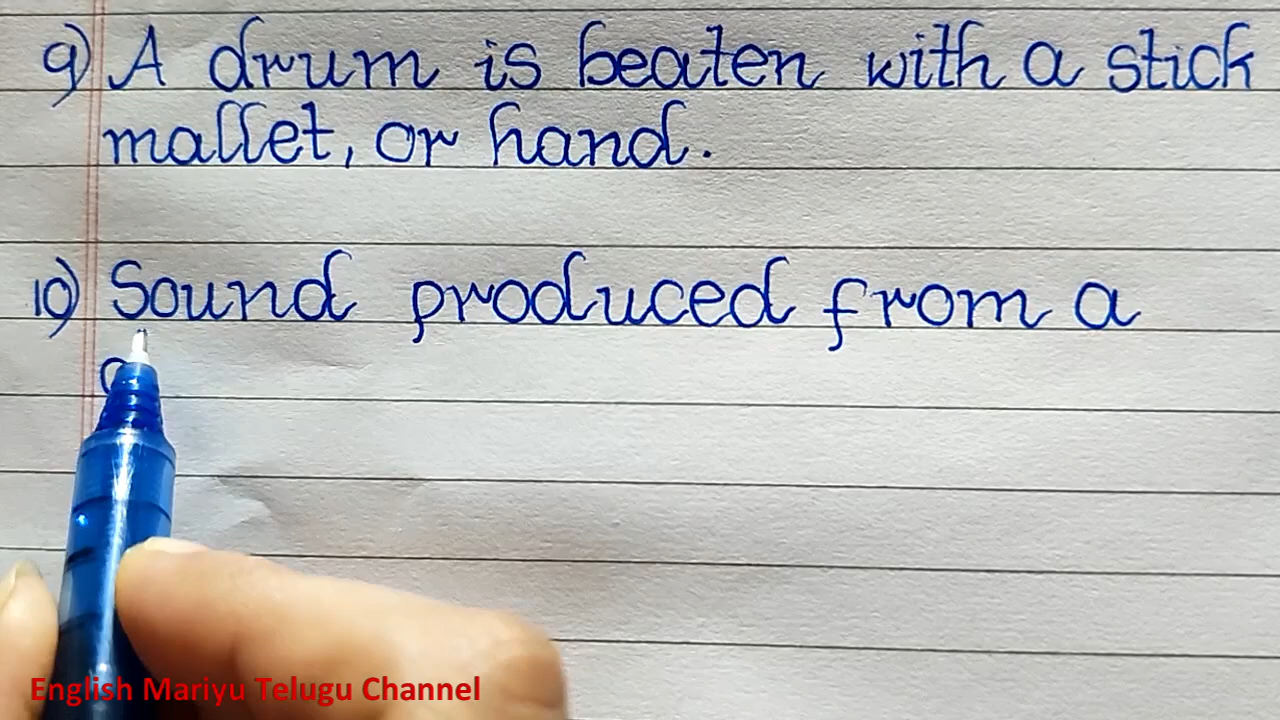 9) A drum is beaten with a stick
mallet, or hand.
10) Sound produced from a
English Mariyu Telugu Channel